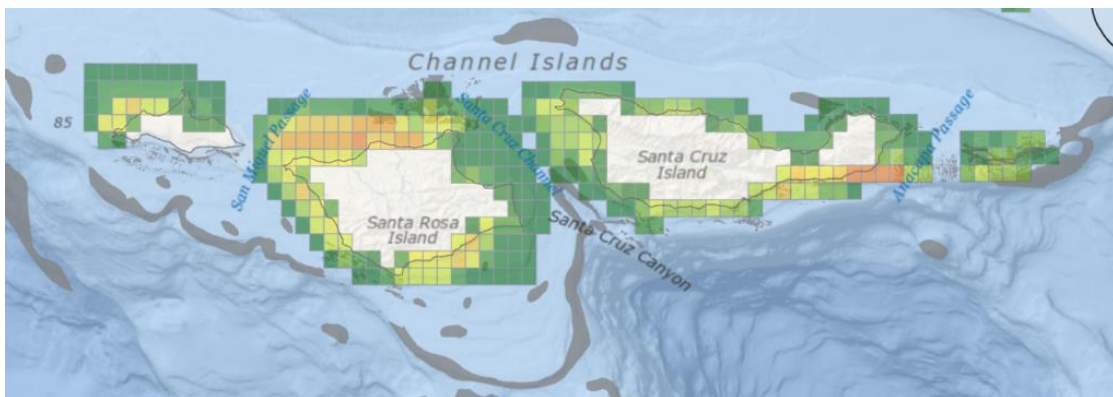 Channel Islands
85
San Miguel Passage
Santa Cruz Channel
Anacapa Passage
Santa Cruz
Island
Santa Rosa
Island
Santa Cruz Canyon